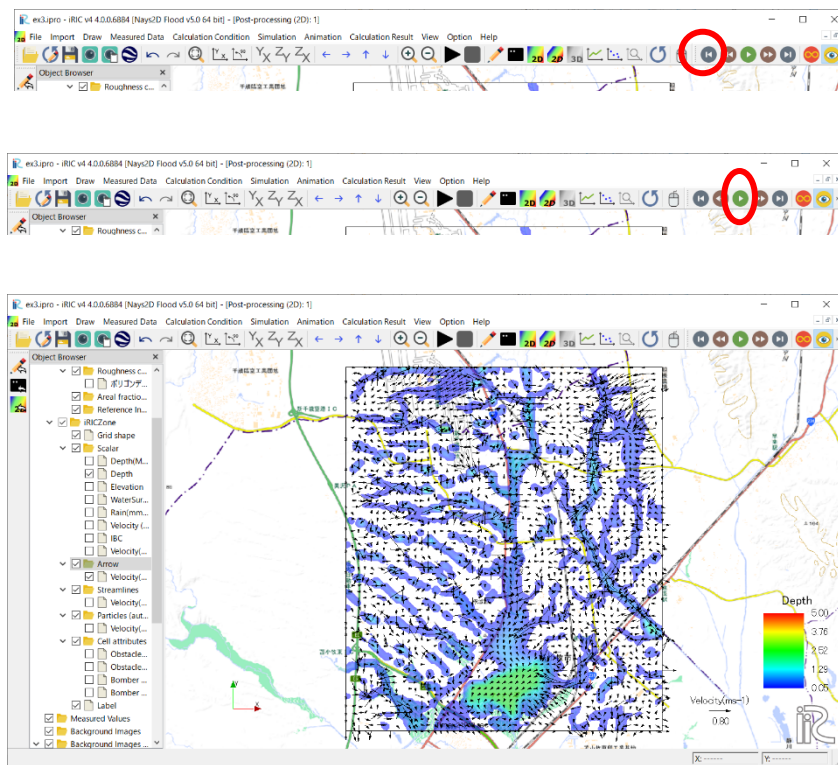 ex3.ipro - iRIC v4 4.0.0.6884 [Nays2D Flood v5.0 64 bit] - [Post-processing (2D): 1]
File Import Draw Measured Data Calculation Condition Simulation Animation Calculation Result View Option Help
Object Browser
Roughness c...
ex3.ipro - iRIC v4 4.0.0.6884 [Nays2D Flood v5.0 64 bit] - [Post-processing (2D): 1]
File Import Draw Measured Data Calculation Condition Simulation Animation Calculation Result View Option Help
Object Browser
Roughness c...
ex3.ipro - iRIC v4 4.0.0.6884 [Nays2D Flood v5.0 64 bit] - [Post-processing (2D): 1]
File Import Draw Measured Data Calculation Condition Simulation Animation Calculation Result View Option Help
Object Browser
Roughness c...
ポリゴンデ...
Areal fractio...
Reference In...
iRICZone
Grid shape
Scalar
Depth(M...
Depth
Elevation
WaterSur...
Rain(mm...
Velocity (...
IBC
Velocity(...
Arrow
Velocity(...
Streamlines
Velocity(...
Particles (aut...
Velocity(...
Cell attributes
Obstacle...
Obstacle...
Bomber ...
Bomber ...
Label
Measured Values
Background Images
Background Images ...
Depth
5.00
3.76
2.52
1.29
0.05
Velocity(ms-1)
0.80
X: ------
Y: ------